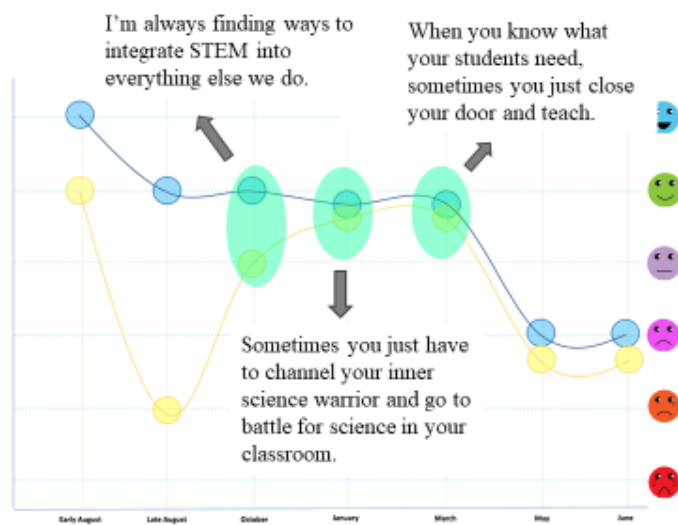 I'm always finding ways to
integrate STEM into
everything else we do.
When you know what
your students need,
sometimes you just close
your door and teach.
Sometimes you just have
to channel your inner
science warrior and go to
battle for science in your
classroom.
Early August
Late August
October
January
March
May
June